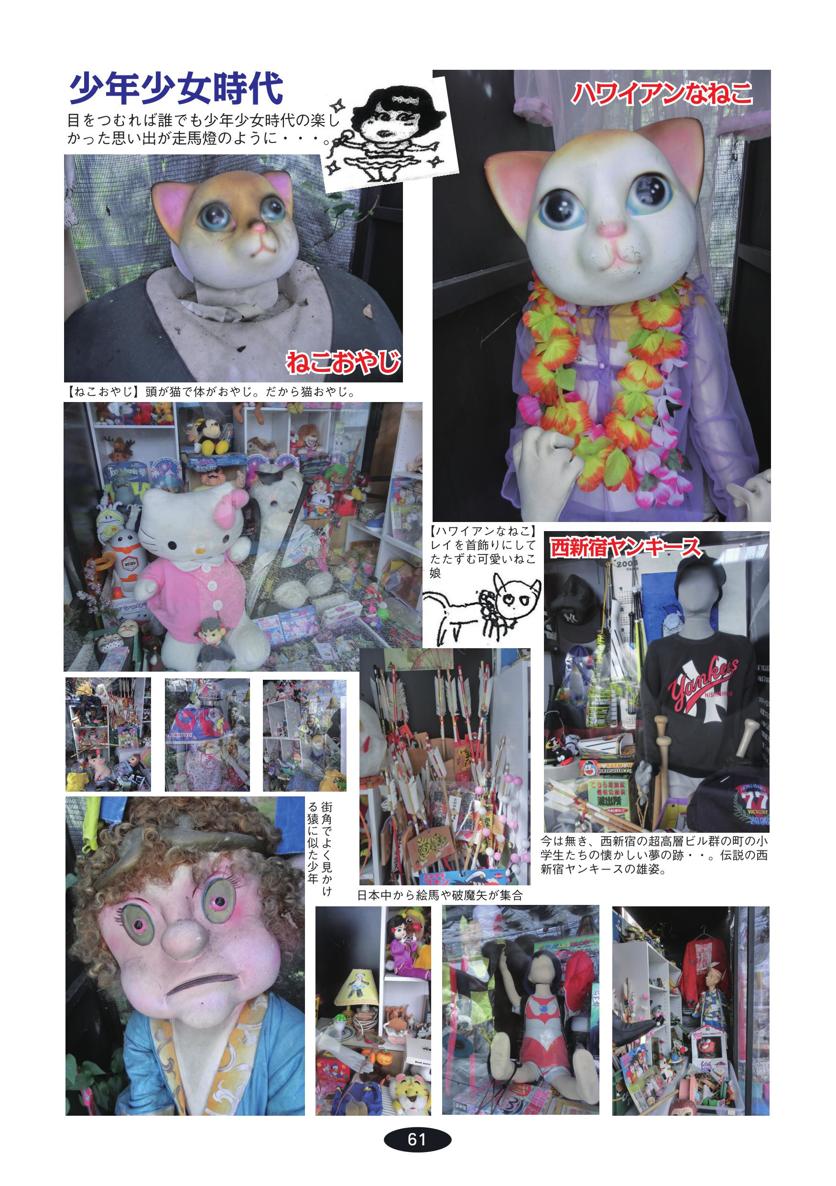 少年少女時代
目をつむれば誰でも少年少女時代の楽し
かった思い出が走馬燈のように・・・。
ハワイアンなねこ
ねこおやじ
【ねこおやじ】頭が猫で体がおやじ。だから猫おやじ。
【ハワイアンなねこ】
レイを首飾りにして
たたずむ可愛いねこ
娘
西新宿ヤンキース
Yankees
77
今は無き、西新宿の超高層ビル群の町の小
学生たちの懐かしい夢の跡・・。伝説の西
新宿ヤンキースの雄姿。
街角でよく見かけ
る猿に似た少年
日本中から絵馬や破魔矢が集合
61